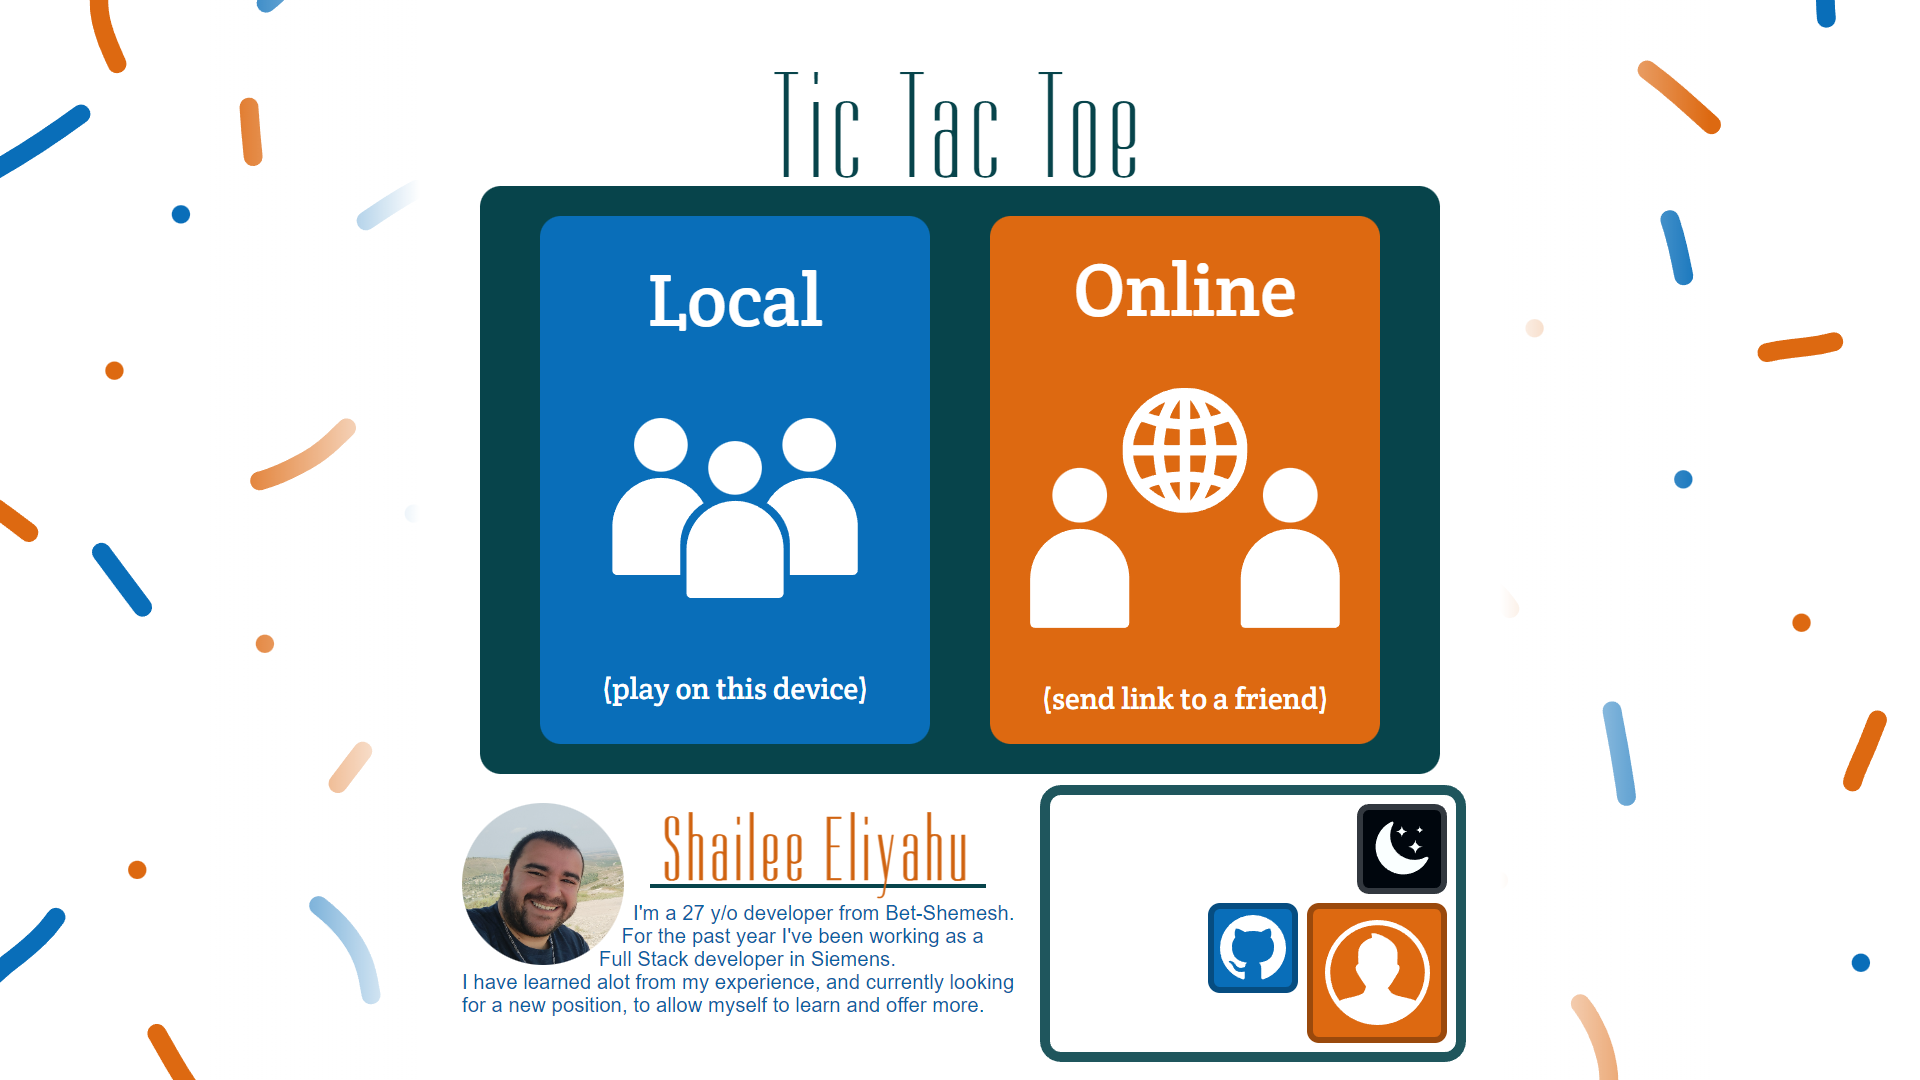 Tic Tac Toe
Local
(play on this device)
Online
(send link to a friend)
Shailee Eliyahu
I'm a 27 y/o developer from Bet-Shemesh.
For the past year I've been working as a
Full Stack developer in Siemens.
I have learned alot from my experience, and currently looking
for a new position, to allow myself to learn and offer more.